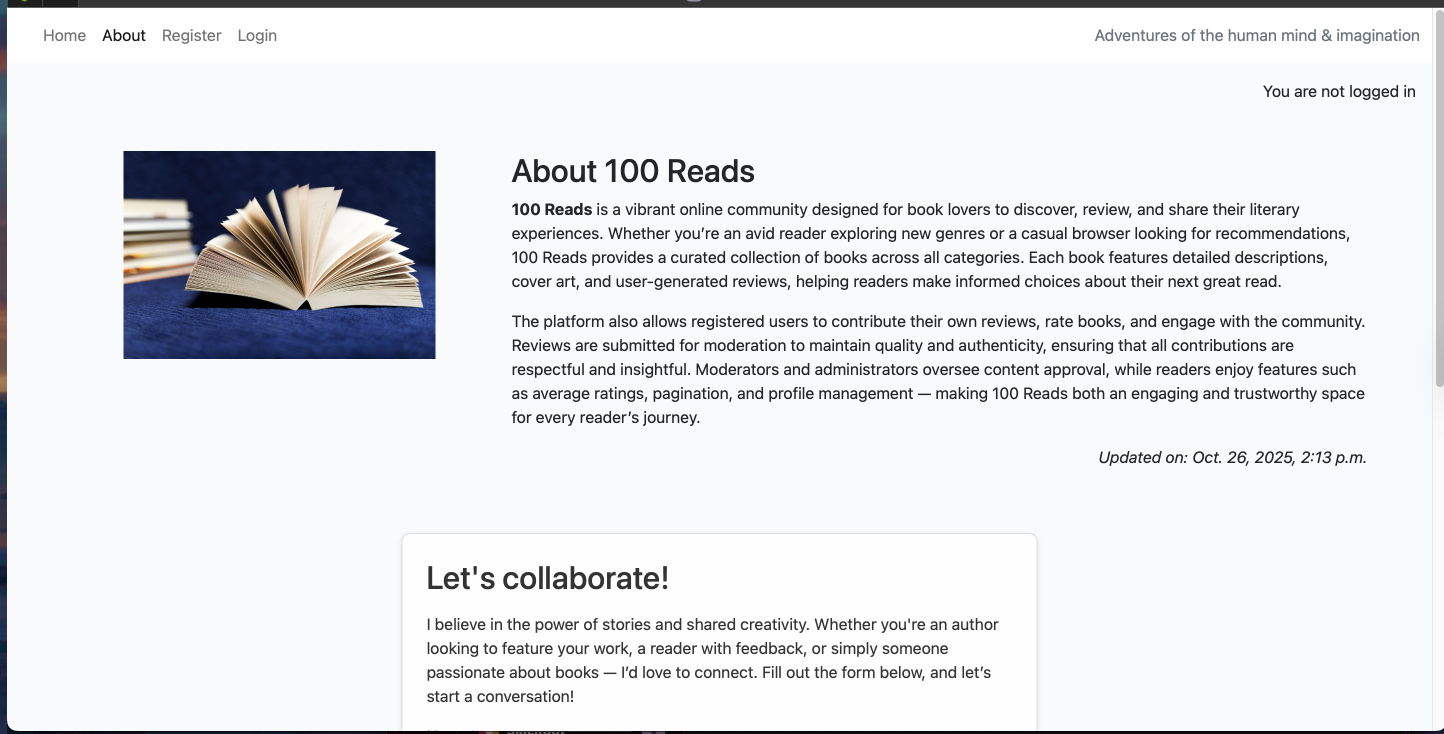 Home About Register Login Adventures of the human mind & imagination
You are not logged in
About 100 Reads
100 Reads is a vibrant online community designed for book lovers to discover, review, and share their literary
experiences. Whether you’re an avid reader exploring new genres or a casual browser looking for recommendations,
100 Reads provides a curated collection of books across all categories. Each book features detailed descriptions,
cover art, and user-generated reviews, helping readers make informed choices about their next great read.
The platform also allows registered users to contribute their own reviews, rate books, and engage with the community.
Reviews are submitted for moderation to maintain quality and authenticity, ensuring that all contributions are
respectful and insightful. Moderators and administrators oversee content approval, while readers enjoy features such
as average ratings, pagination, and profile management — making 100 Reads both an engaging and trustworthy space
for every reader’s journey.
Updated on: Oct. 26, 2025, 2:13 p.m.
Let's collaborate!
I believe in the power of stories and shared creativity. Whether you're an author
looking to feature your work, a reader with feedback, or simply someone
passionate about books — I’d love to connect. Fill out the form below, and let’s
start a conversation!